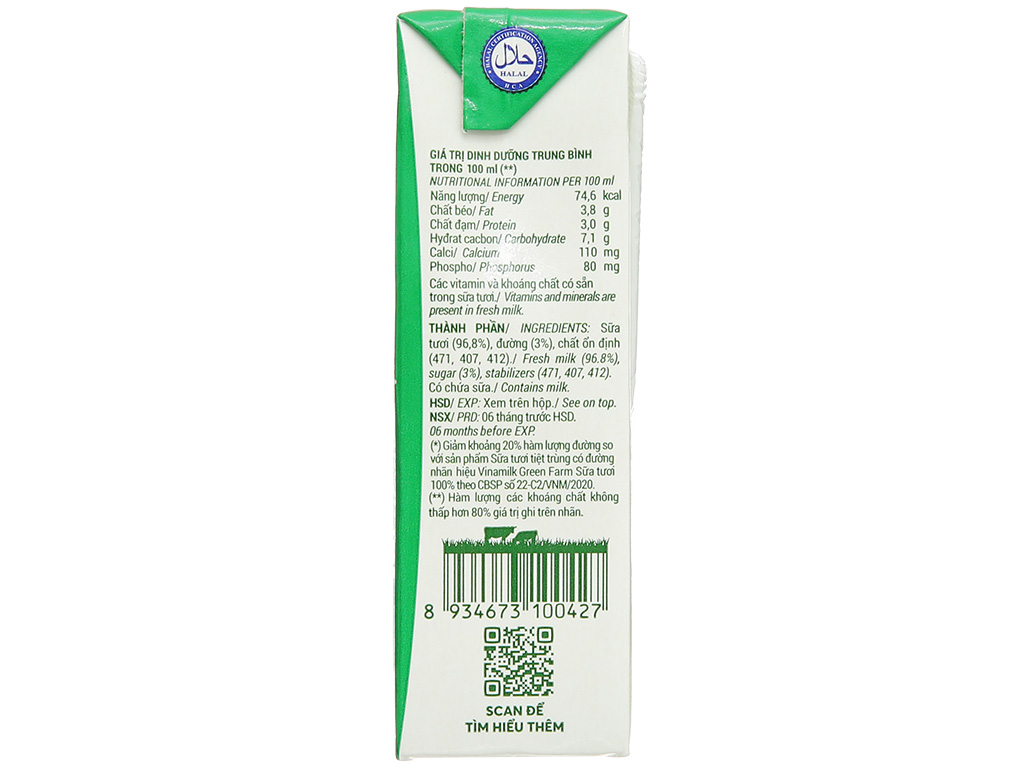 HALAL CERTIFICATION AGENCY
حلال
HALAL
HCA
GIÁ TRỊ DINH DƯỠNG TRUNG BÌNH
TRONG 100 ml (**)
NUTRITIONAL INFORMATION PER 100 ml
Năng lượng/ Energy 74,6 kcal
Chất béo/ Fat 3,8 g
Chất đạm/ Protein 3,0 g
Hyđrat cacbon/ Carbohydrate 7,1 g
Calci/ Calcium 110 mg
Phospho/ Phosphorus 80 mg
Các vitamin và khoáng chất có sẵn
trong sữa tươi./ Vitamins and minerals are
present in fresh milk.
THÀNH PHẦN/ INGREDIENTS: Sữa
tươi (96,8%), đường (3%), chất ổn định
(471, 407, 412)./ Fresh milk (96.8%),
sugar (3%), stabilizers (471, 407, 412).
Có chứa sữa./ Contains milk.
HSD/ EXP: Xem trên hộp./ See on top.
NSX/ PRD: 06 tháng trước HSD.
06 months before EXP.
(*) Giảm khoảng 20% hàm lượng đường so
với sản phẩm Sữa tươi tiệt trùng có đường
nhãn hiệu Vinamilk Green Farm Sữa tươi
100% theo CBSP số 22-C2/VNM/2020.
(**) Hàm lượng các khoáng chất không
thấp hơn 80% giá trị ghi trên nhãn.
8 934673 100427
SCAN ĐỂ
TÌM HIỂU THÊM